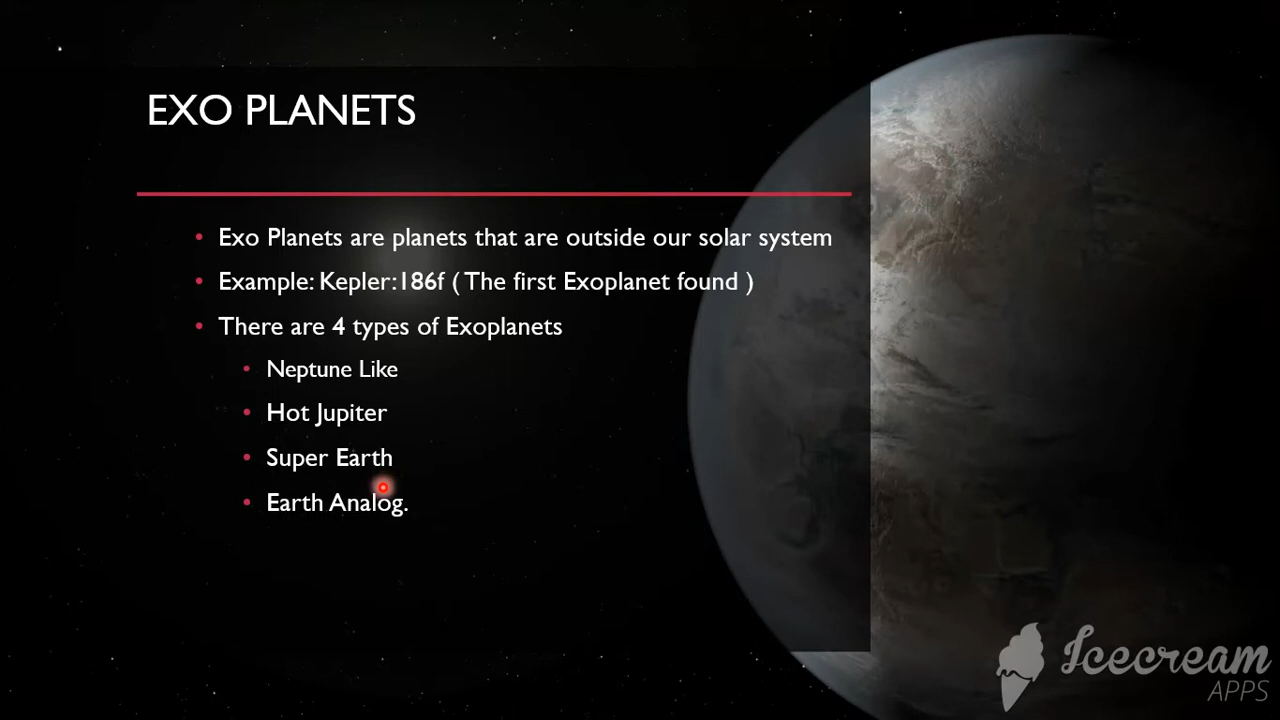 EXO PLANETS
• Exo Planets are planets that are outside our solar system
• Example: Kepler:186f ( The first Exoplanet found )
• There are 4 types of Exoplanets
• Neptune Like
• Hot Jupiter
• Super Earth
• Earth Analog.
Icecream
APPS